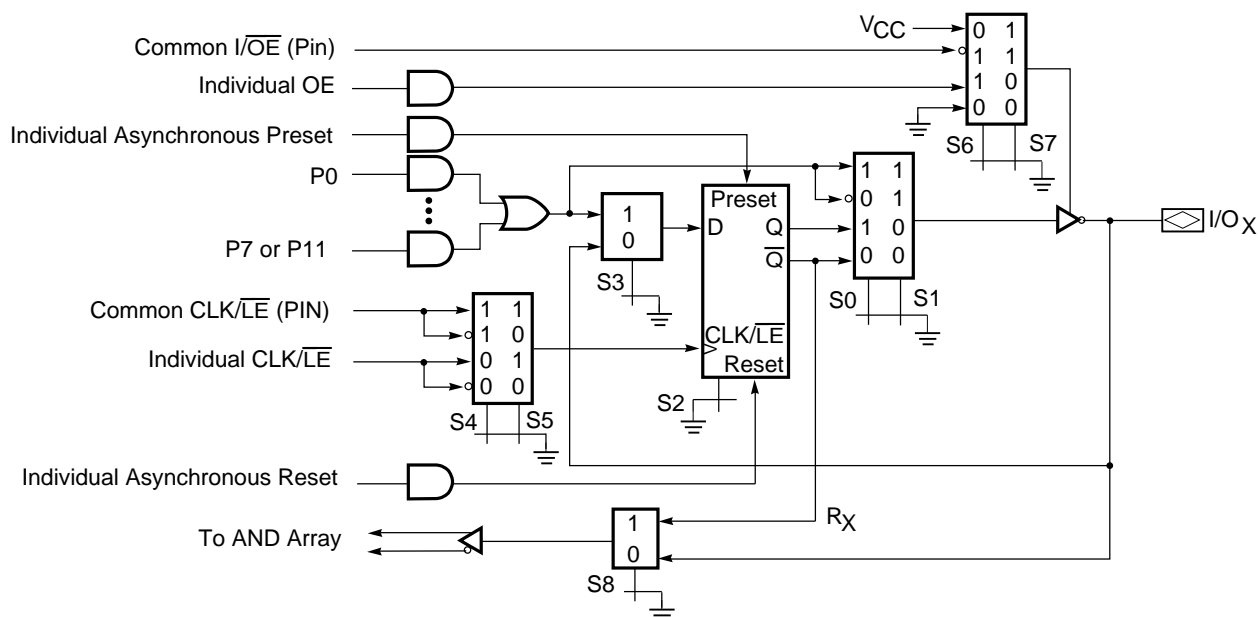 VCC
0 1
Common I/OE (Pin)
1 1
Individual OE
1 0
0 0
Individual Asynchronous Preset
S6 S7
P0
1 1
Preset
0 1
1
D Q
1 0
I/OX
0
Q
0 0
P7 or P11
S3
S0 S1
Common CLK/LE (PIN)
1 1
1 0
CLK/LE
Individual CLK/LE
0 1
Reset
0 0
S2
S4 S5
Individual Asynchronous Reset
RX
1
To AND Array
0
S8